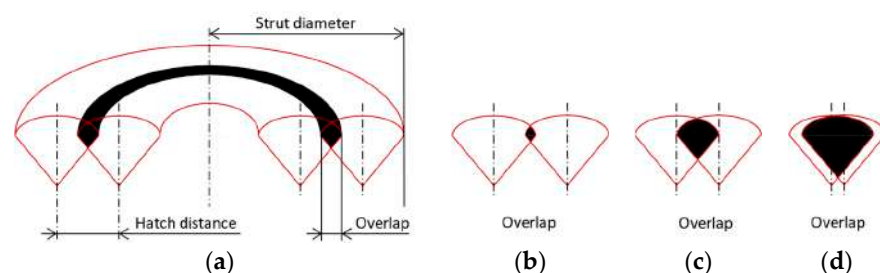 Strut diameter
Hatch distance
Overlap
Overlap
Overlap
Overlap
(a)
(b)
(c)
(d)